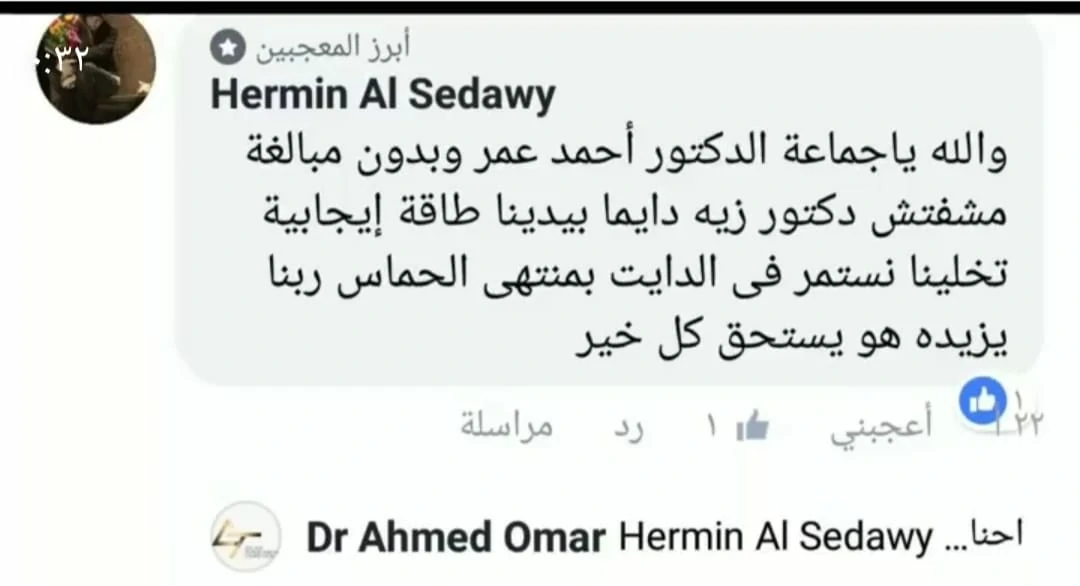 :٣٢
أبرز المعجبين
Hermin Al Sedawy
والله ياجماعة الدكتور أحمد عمر وبدون مبالغة
مشفتش دكتور زيه دايما بيدينا طاقة إيجابية
تخلينا نستمر فى الدايت بمنتهى الحماس ربنا
يزيده هو يستحق كل خير
١
أعجبني ١ رد مراسلة
Dr Ahmed Omar Hermin Al Sedawy احنا...